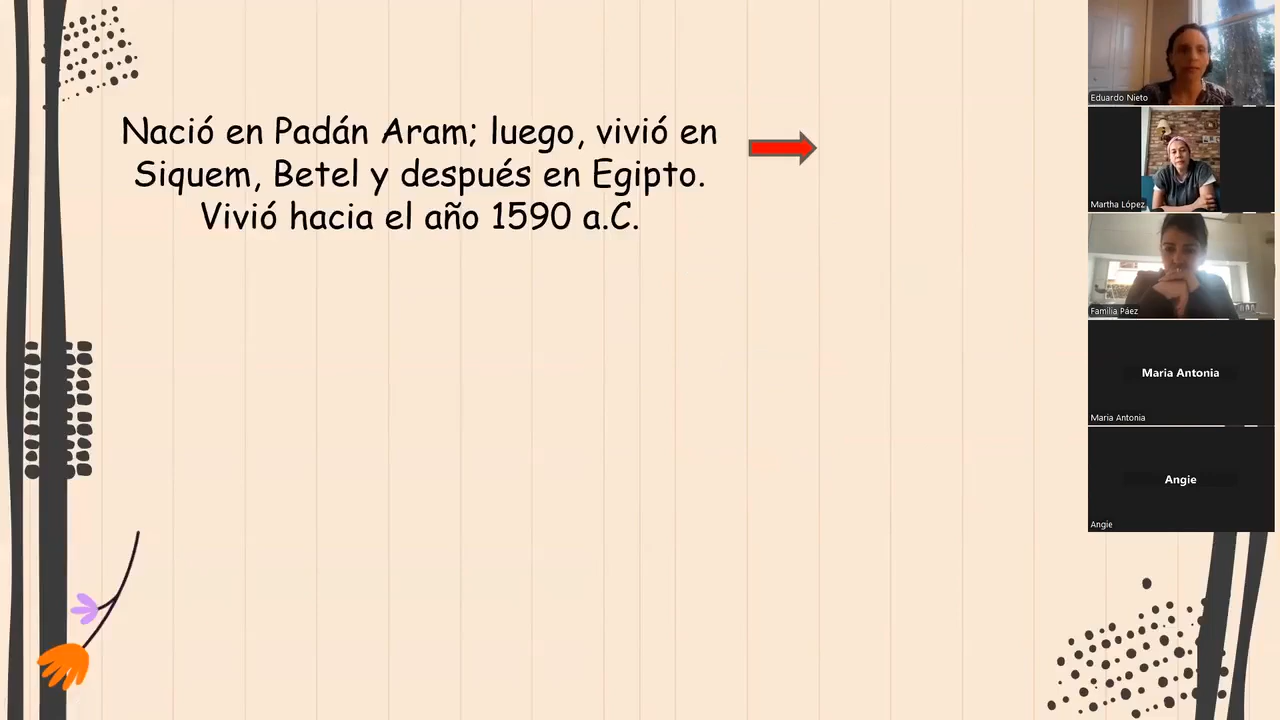 Nació en Padán Aram; luego, vivió en
Siquem, Betel y después en Egipto.
Vivió hacia el año 1590 a.C.
Eduardo Nieto
Martha López
Familia Páez
Maria Antonia
Maria Antonia
Angie
Angie